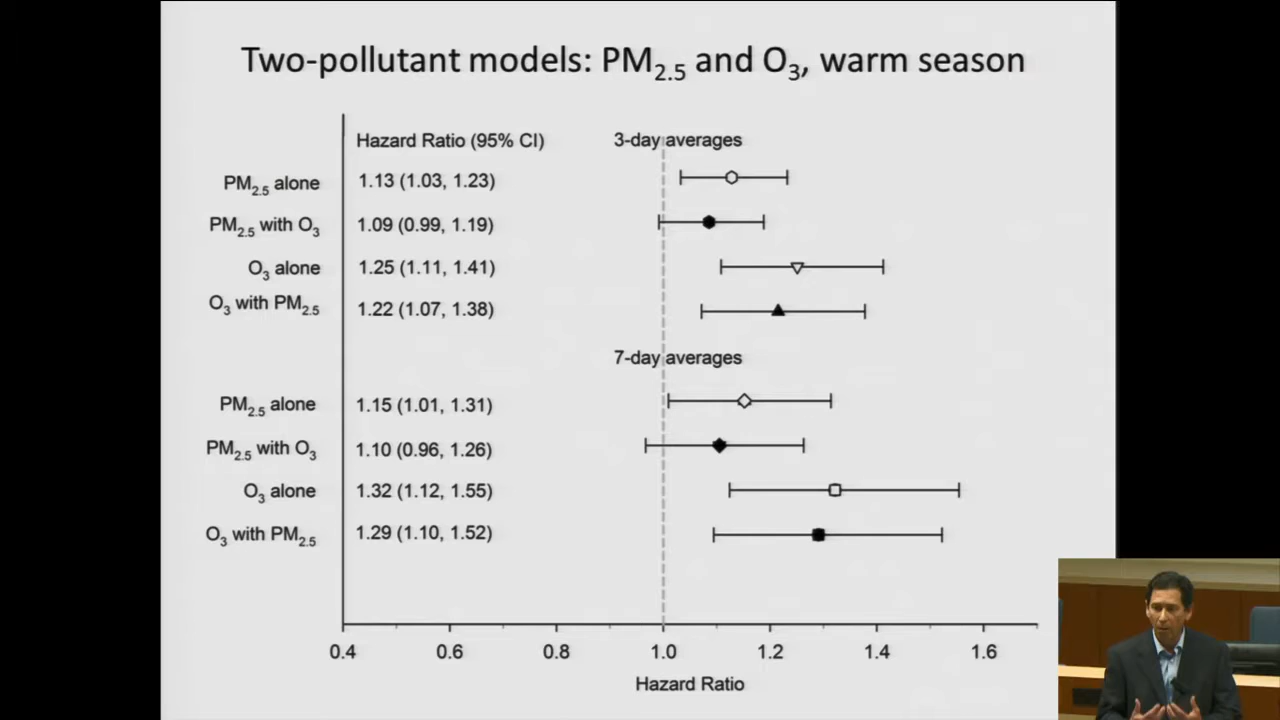 Two-pollutant models: PM2.5 and O3, warm season
Hazard Ratio (95% CI) 3-day averages
PM2.5 alone 1.13 (1.03, 1.23)
PM2.5 with O3 1.09 (0.99, 1.19)
O3 alone 1.25 (1.11, 1.41)
O3 with PM2.5 1.22 (1.07, 1.38)
7-day averages
PM2.5 alone 1.15 (1.01, 1.31)
PM2.5 with O3 1.10 (0.96, 1.26)
O3 alone 1.32 (1.12, 1.55)
O3 with PM2.5 1.29 (1.10, 1.52)
0.4 0.6 0.8 1.0 1.2 1.4 1.6
Hazard Ratio